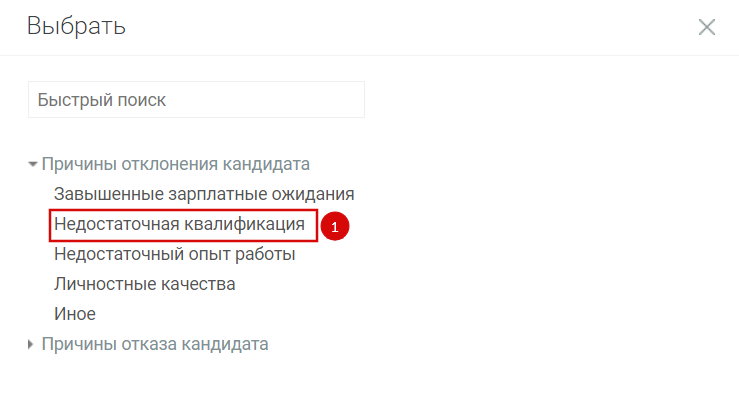 Выбрать
Быстрый поиск
Причины отклонения кандидата
Завышенные зарплатные ожидания
Недостаточная квалификация 1
Недостаточный опыт работы
Личностные качества
Иное
Причины отказа кандидата